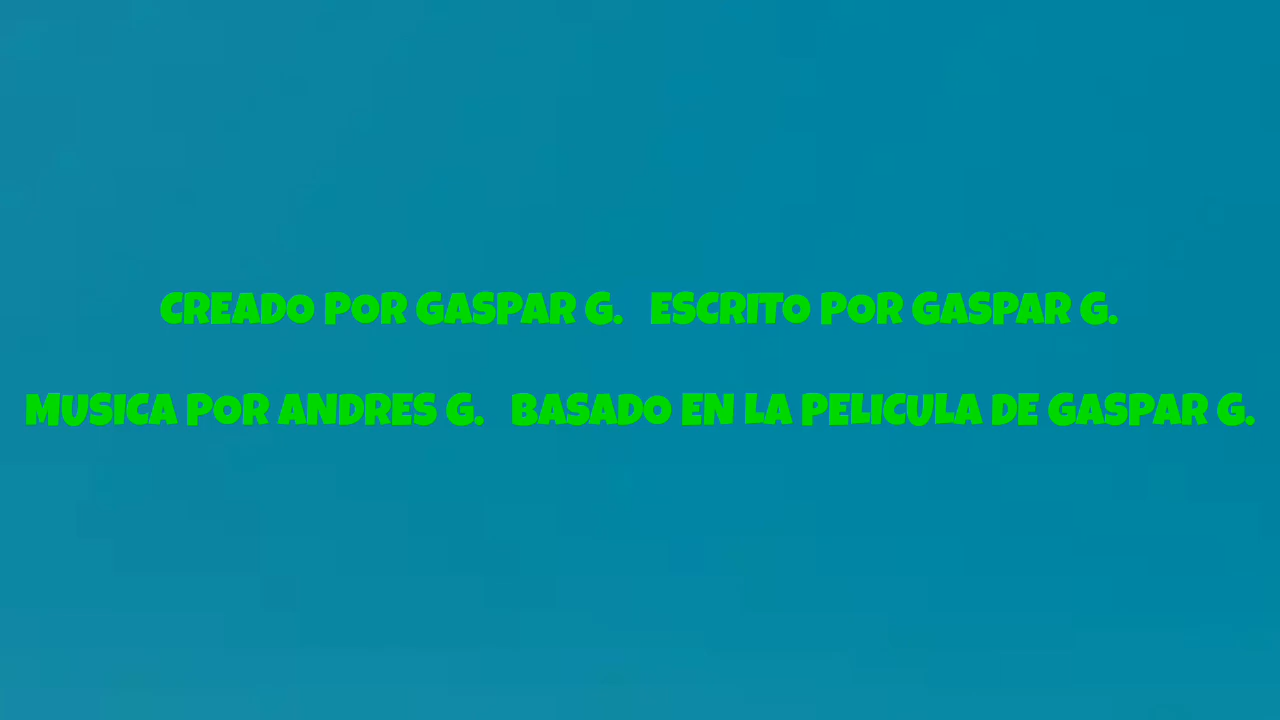 CREADO POR GASPAR G.   ESCRITO POR GASPAR G.
MUSICA POR ANDRES G.   BASADO EN LA PELICULA DE GASPAR G.